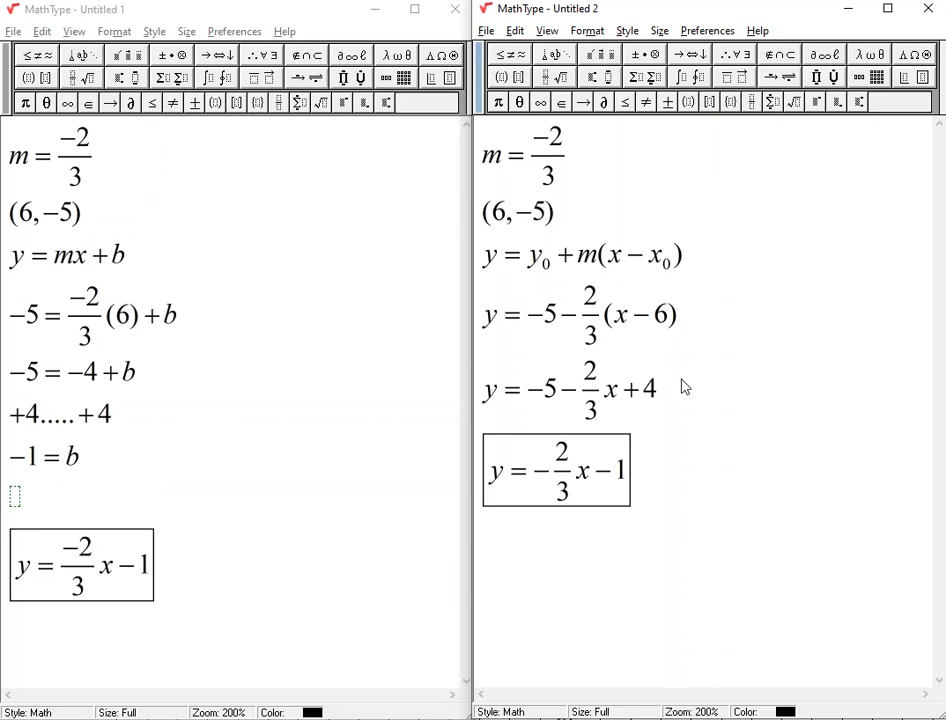 MathType - Untitled 1
File Edit View Format Style Size Preferences Help
m = -2/3
(6, -5)
y = mx + b
-5 = -2/3 (6) + b
-5 = -4 + b
+4.....+4
-1 = b
y = -2/3 x - 1
Style: Math Size: Full Zoom: 200% Color:
MathType - Untitled 2
File Edit View Format Style Size Preferences Help
m = -2/3
(6, -5)
y = y₀ + m(x - x₀)
y = -5 - 2/3 (x - 6)
y = -5 - 2/3 x + 4
y = - 2/3 x - 1
Style: Math Size: Full Zoom: 200% Color: